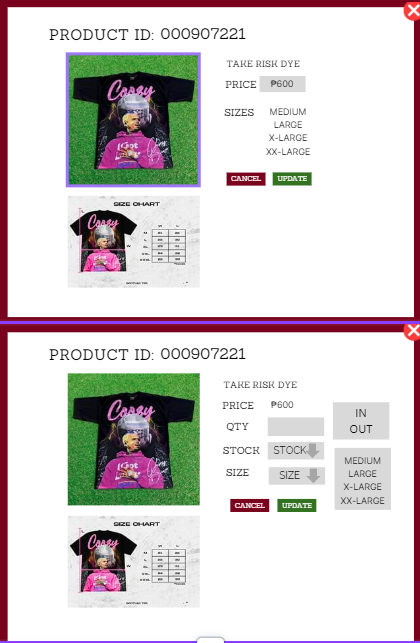 PRODUCT ID: 000907221
TAKE RISK DYE
PRICE ₱600
SIZES MEDIUM
LARGE
X-LARGE
XX-LARGE
CANCEL UPDATE
SIZE CHART
PRODUCT ID: 000907221
TAKE RISK DYE
PRICE ₱600
QTY
STOCK STOCK
SIZE SIZE
IN
OUT
MEDIUM
LARGE
X-LARGE
XX-LARGE
CANCEL UPDATE
SIZE CHART